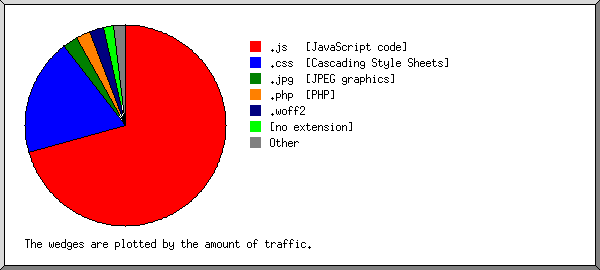 .js [JavaScript code]
.css [Cascading Style Sheets]
.jpg [JPEG graphics]
.php [PHP]
.woff2
[no extension]
Other
The wedges are plotted by the amount of traffic.